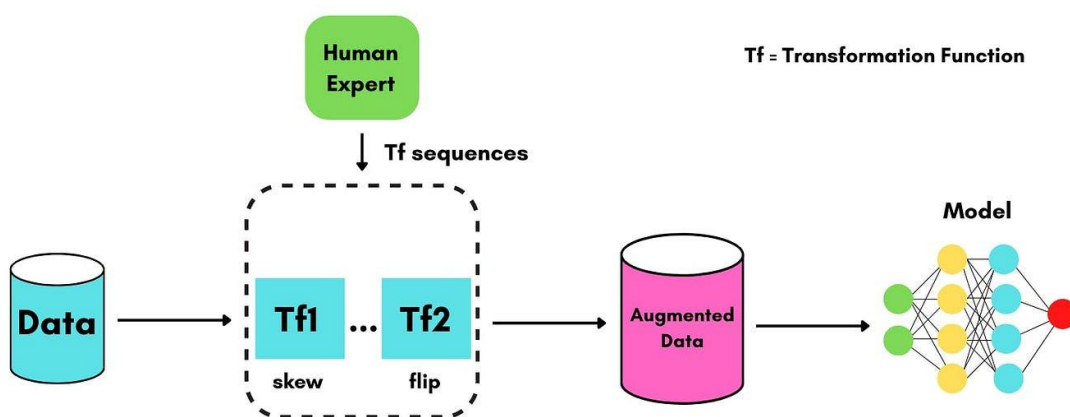 Human
Expert
Tf = Transformation Function
Tf sequences
Model
Data
Tf1
...
Tf2
skew
flip
Augmented
Data